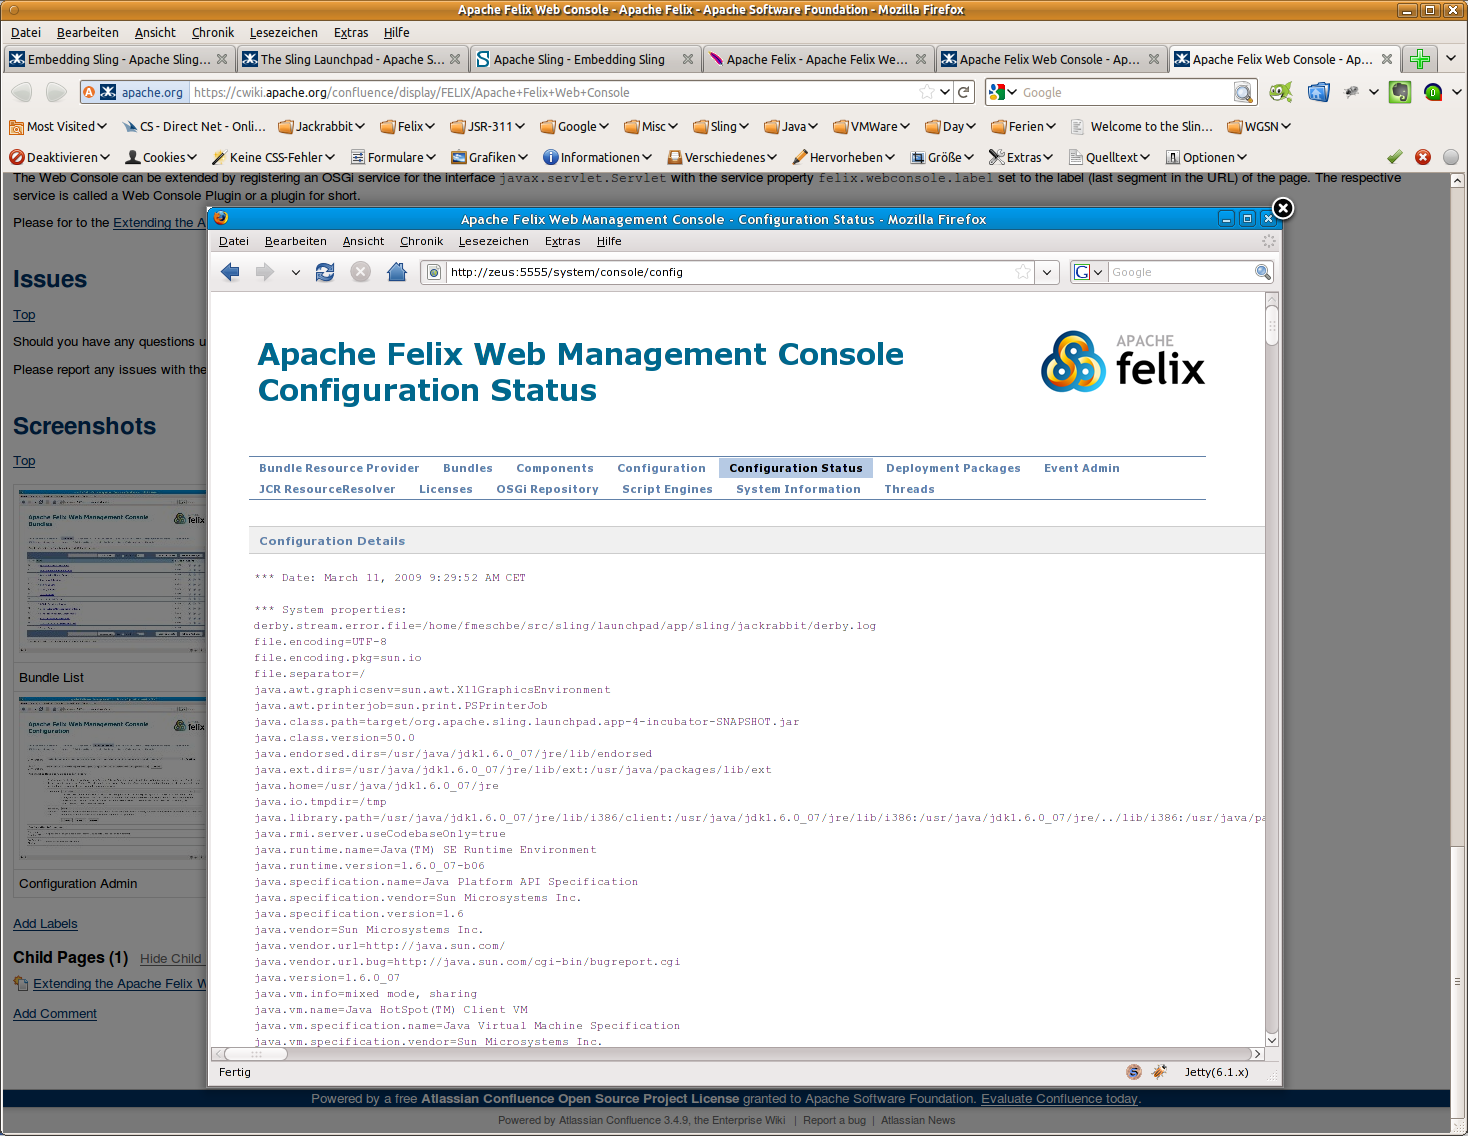 Apache Felix Web Console - Apache Felix - Apache Software Foundation - Mozilla Firefox
Datei Bearbeiten Ansicht Chronik Lesezeichen Extras Hilfe
Embedding Sling - Apache Sling... The Sling Launchpad - Apache S... Apache Sling - Embedding Sling Apache Felix - Apache Felix We... Apache Felix Web Console - Ap... Apache Felix Web Console - Ap...
apache.org https://cwiki.apache.org/confluence/display/FELIX/Apache+Felix+Web+Console Google
Most Visited CS - Direct Net - Onli... Jackrabbit Felix JSR-311 Google Misc Sling Java VMWare Day Ferien Welcome to the Slin... WGSN
Deaktivieren Cookies Keine CSS-Fehler Formulare Grafiken Informationen Verschiedenes Hervorheben Größe Extras Quelltext Optionen
The Web Console can be extended by registering an OSGi service for the interface javax.servlet.Servlet with the service property felix.webconsole.label set to the label (last segment in the URL) of the page. The respective
service is called a Web Console Plugin or a plugin for short.
Please for to the Extending the A
Issues
Top
Should you have any questions u
Please report any issues with the
Screenshots
Top
Apache Felix Web Management Console
Bundles
Bundle List
Apache Felix Web Management Console
Configuration
Configuration Admin
Add Labels
Child Pages (1) Hide Child
Extending the Apache Felix W
Add Comment
Apache Felix Web Management Console - Configuration Status - Mozilla Firefox
Datei Bearbeiten Ansicht Chronik Lesezeichen Extras Hilfe
http://zeus:5555/system/console/config Google
Apache Felix Web Management Console
Configuration Status
APACHE
felix
Bundle Resource Provider Bundles Components Configuration Configuration Status Deployment Packages Event Admin
JCR ResourceResolver Licenses OSGi Repository Script Engines System Information Threads
Configuration Details
*** Date: March 11, 2009 9:29:52 AM CET
*** System properties:
derby.stream.error.file=/home/fmeschbe/src/sling/launchpad/app/sling/jackrabbit/derby.log
file.encoding=UTF-8
file.encoding.pkg=sun.io
file.separator=/
java.awt.graphicsenv=sun.awt.X11GraphicsEnvironment
java.awt.printerjob=sun.print.PSPrinterJob
java.class.path=target/org.apache.sling.launchpad.app-4-incubator-SNAPSHOT.jar
java.class.version=50.0
java.endorsed.dirs=/usr/java/jdk1.6.0_07/jre/lib/endorsed
java.ext.dirs=/usr/java/jdk1.6.0_07/jre/lib/ext:/usr/java/packages/lib/ext
java.home=/usr/java/jdk1.6.0_07/jre
java.io.tmpdir=/tmp
java.library.path=/usr/java/jdk1.6.0_07/jre/lib/i386/client:/usr/java/jdk1.6.0_07/jre/lib/i386:/usr/java/jdk1.6.0_07/jre/../lib/i386:/usr/java/pa
java.rmi.server.useCodebaseOnly=true
java.runtime.name=Java(TM) SE Runtime Environment
java.runtime.version=1.6.0_07-b06
java.specification.name=Java Platform API Specification
java.specification.vendor=Sun Microsystems Inc.
java.specification.version=1.6
java.vendor=Sun Microsystems Inc.
java.vendor.url=http://java.sun.com/
java.vendor.url.bug=http://java.sun.com/cgi-bin/bugreport.cgi
java.version=1.6.0_07
java.vm.info=mixed mode, sharing
java.vm.name=Java HotSpot(TM) Client VM
java.vm.specification.name=Java Virtual Machine Specification
java.vm.specification.vendor=Sun Microsystems Inc.
Fertig Jetty(6.1.x)
Powered by a free Atlassian Confluence Open Source Project License granted to Apache Software Foundation. Evaluate Confluence today.
Powered by Atlassian Confluence 3.4.9, the Enterprise Wiki | Report a bug | Atlassian News